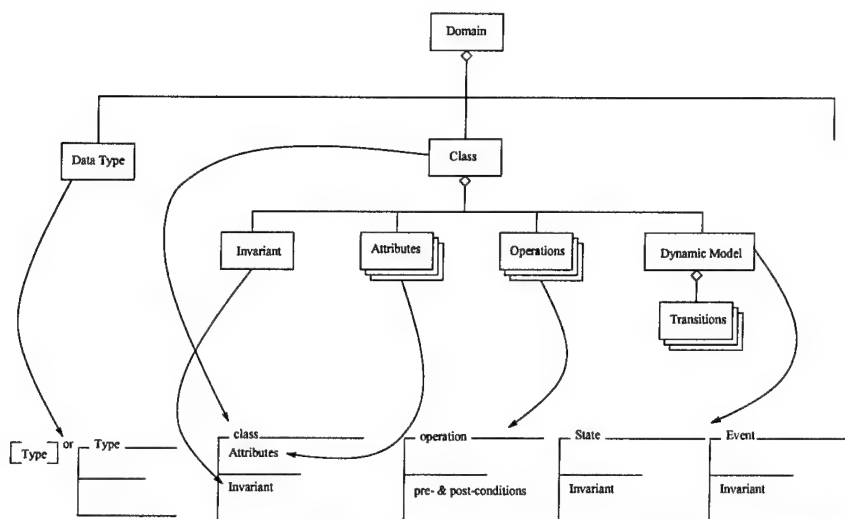 Domain
Data Type
Class
Invariant
Attributes
Operations
Dynamic Model
Transitions
[Type] or Type
class
Attributes
Invariant
operation
pre- & post-conditions
State
Invariant
Event
Invariant